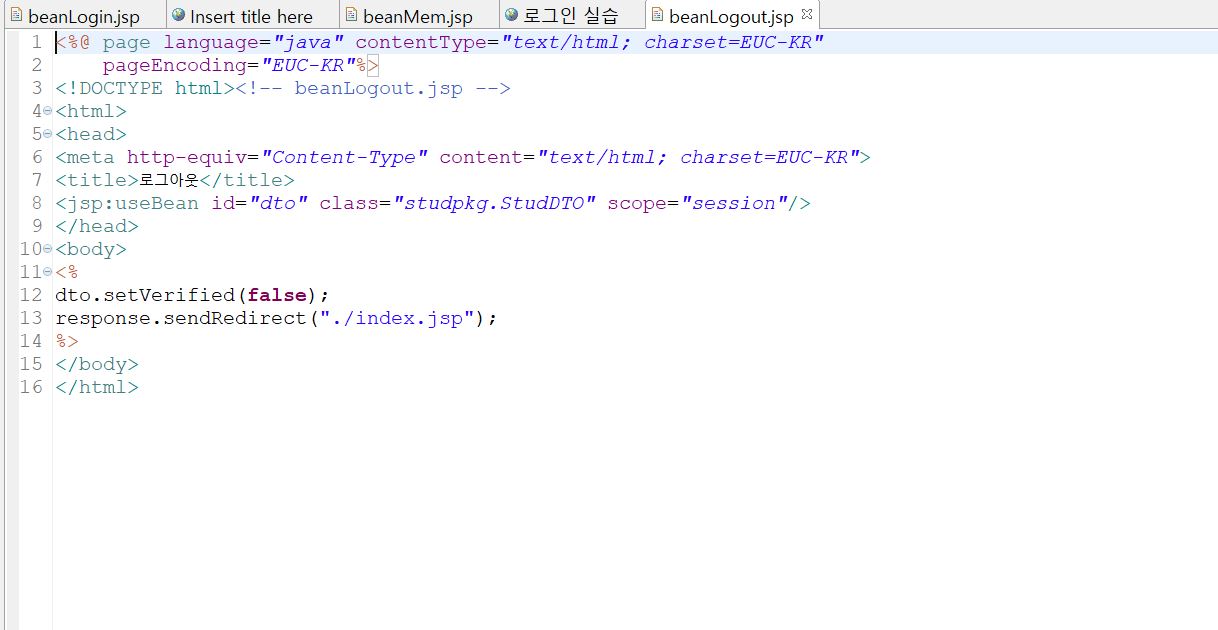 beanLogin.jsp Insert title here beanMem.jsp 로그인 실습 beanLogout.jsp
1 <%@ page language="java" contentType="text/html; charset=EUC-KR"
2     pageEncoding="EUC-KR"%>
3 <!DOCTYPE html><!-- beanLogout.jsp -->
4 <html>
5 <head>
6 <meta http-equiv="Content-Type" content="text/html; charset=EUC-KR">
7 <title>로그아웃</title>
8 <jsp:useBean id="dto" class="studpkg.StudDTO" scope="session"/>
9 </head>
10 <body>
11 <%
12 dto.setVerified(false);
13 response.sendRedirect("./index.jsp");
14 %>
15 </body>
16 </html>